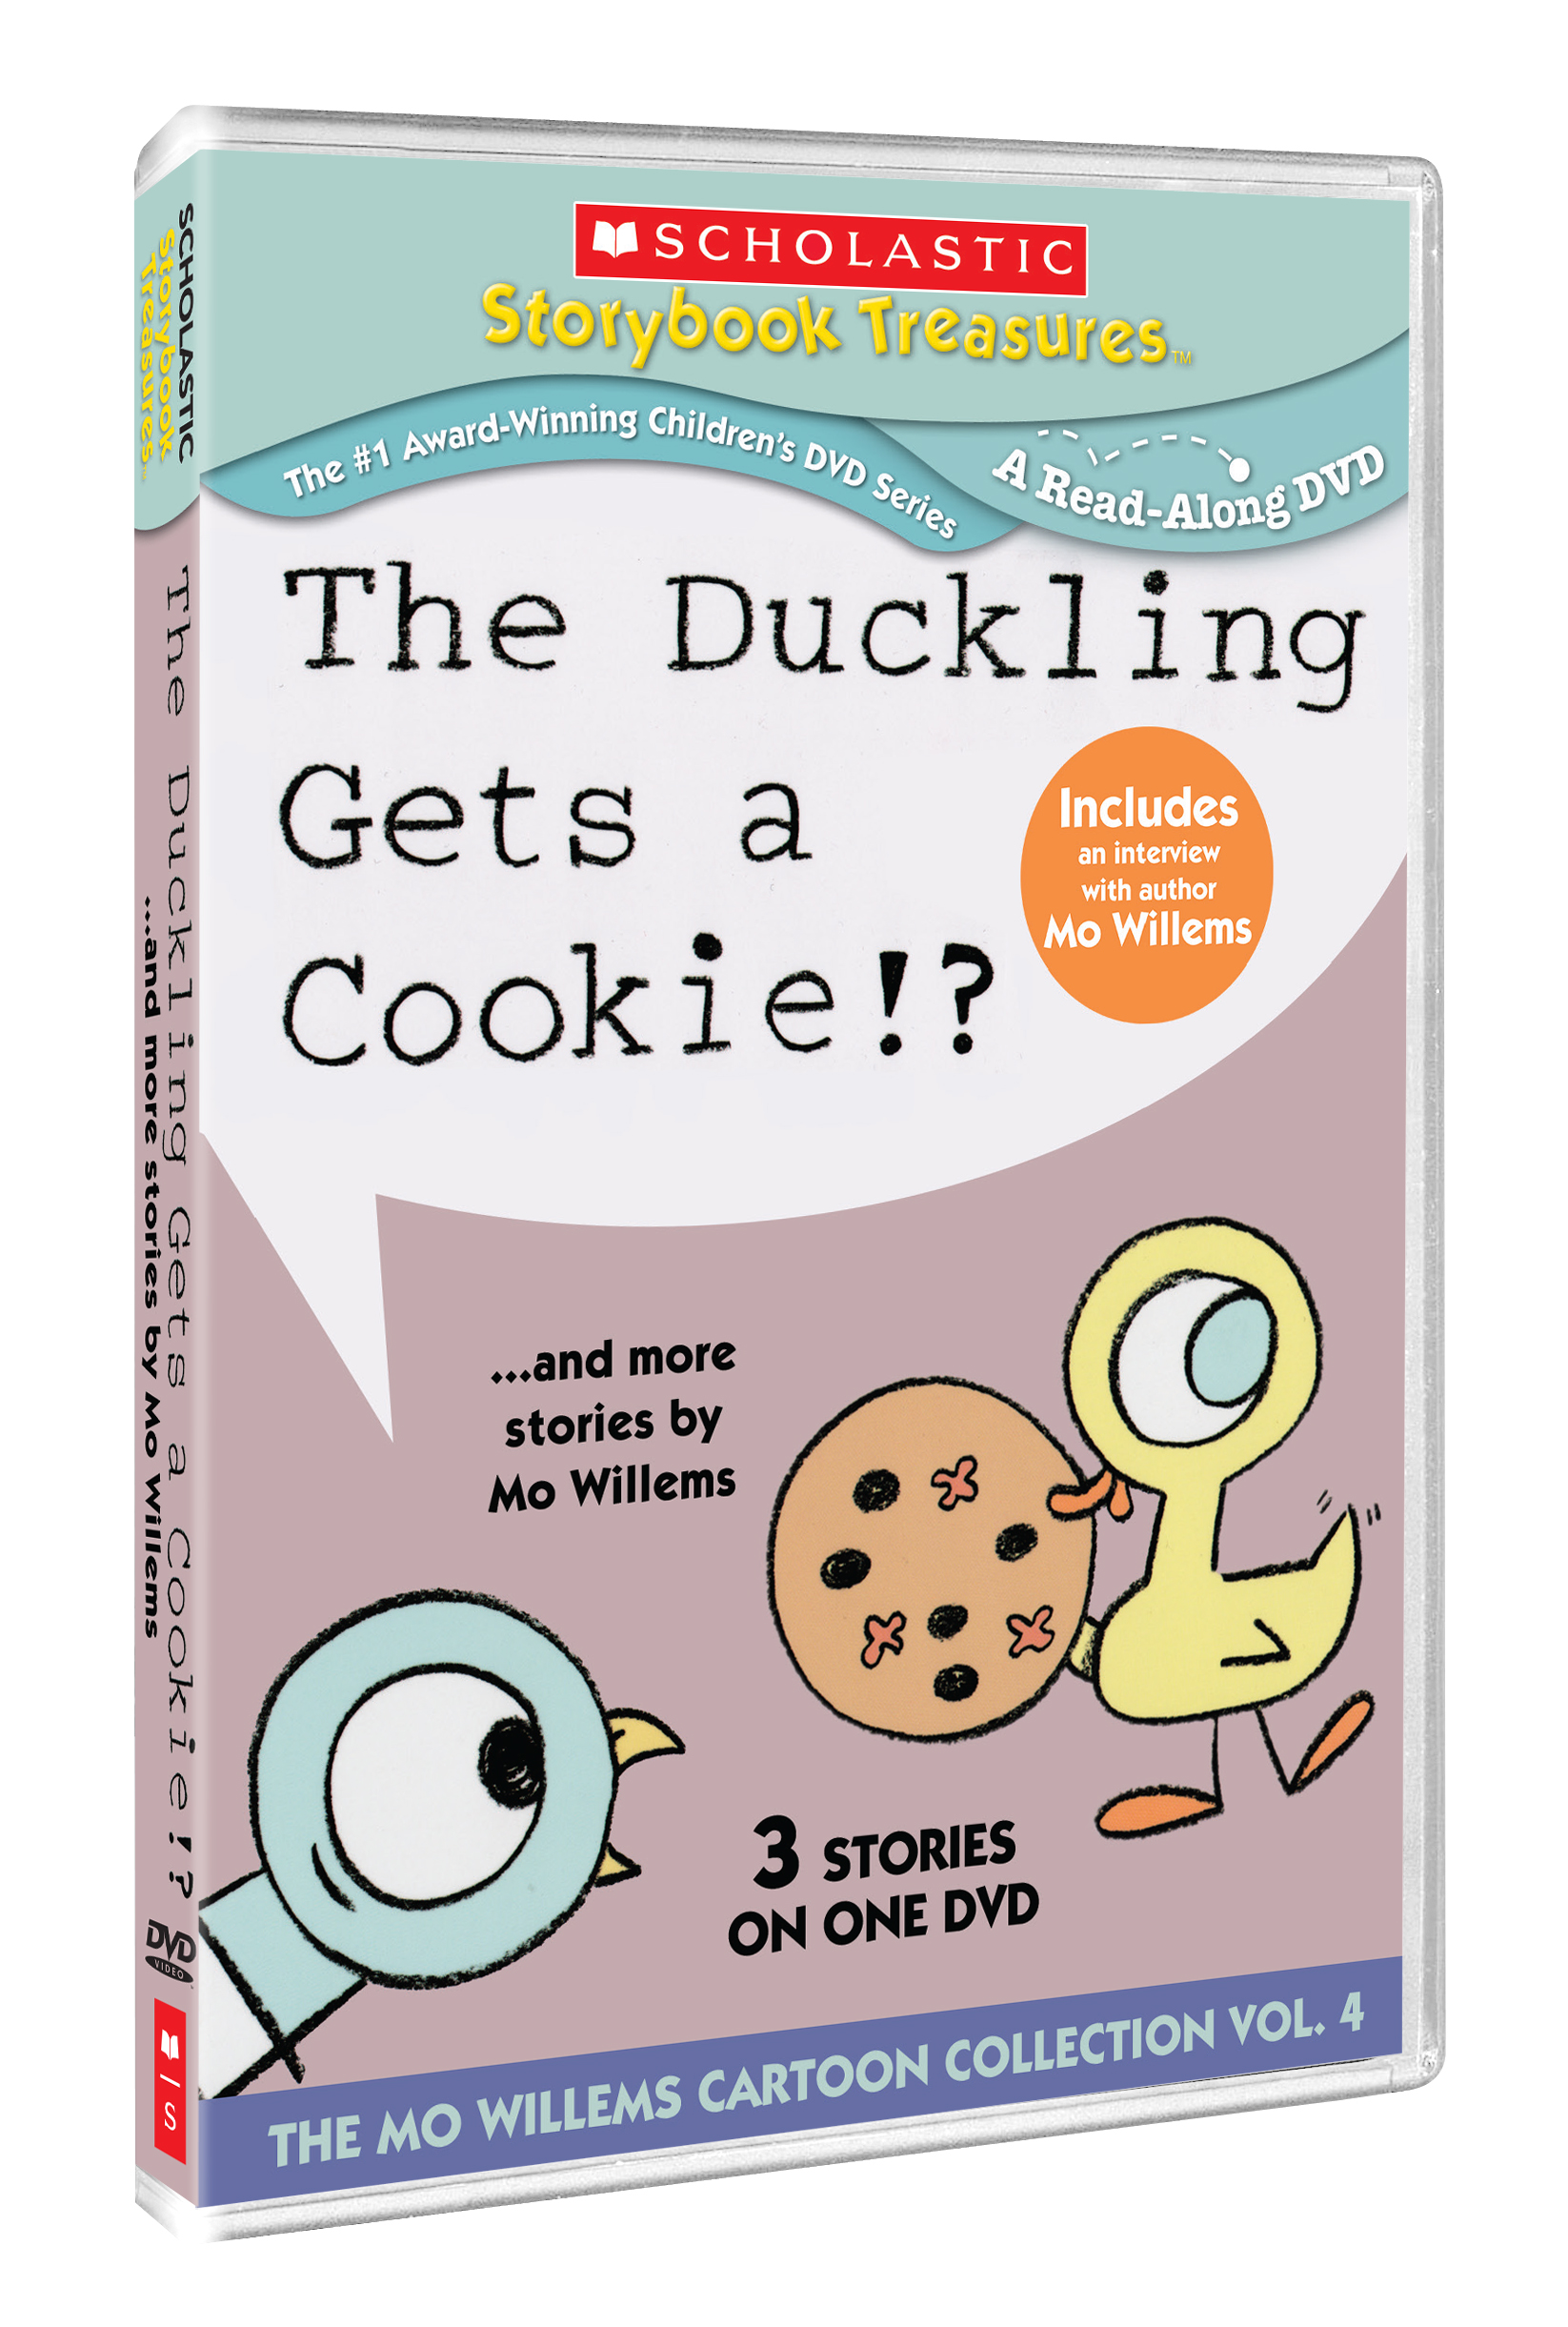 SCHOLASTIC
Storybook Treasures™
The #1 Award-Winning Children's DVD Series
A Read-Along DVD
The Duckling
Gets a
Cookie!?
Includes
an interview
with author
Mo Willems
...and more
stories by
Mo Willems
3 STORIES
ON ONE DVD
THE MO WILLEMS CARTOON COLLECTION VOL. 4
SCHOLASTIC
Storybook
Treasures™
The Duckling Gets a Cookie!?
...and more stories by Mo Willems
DVD
VIDEO
S